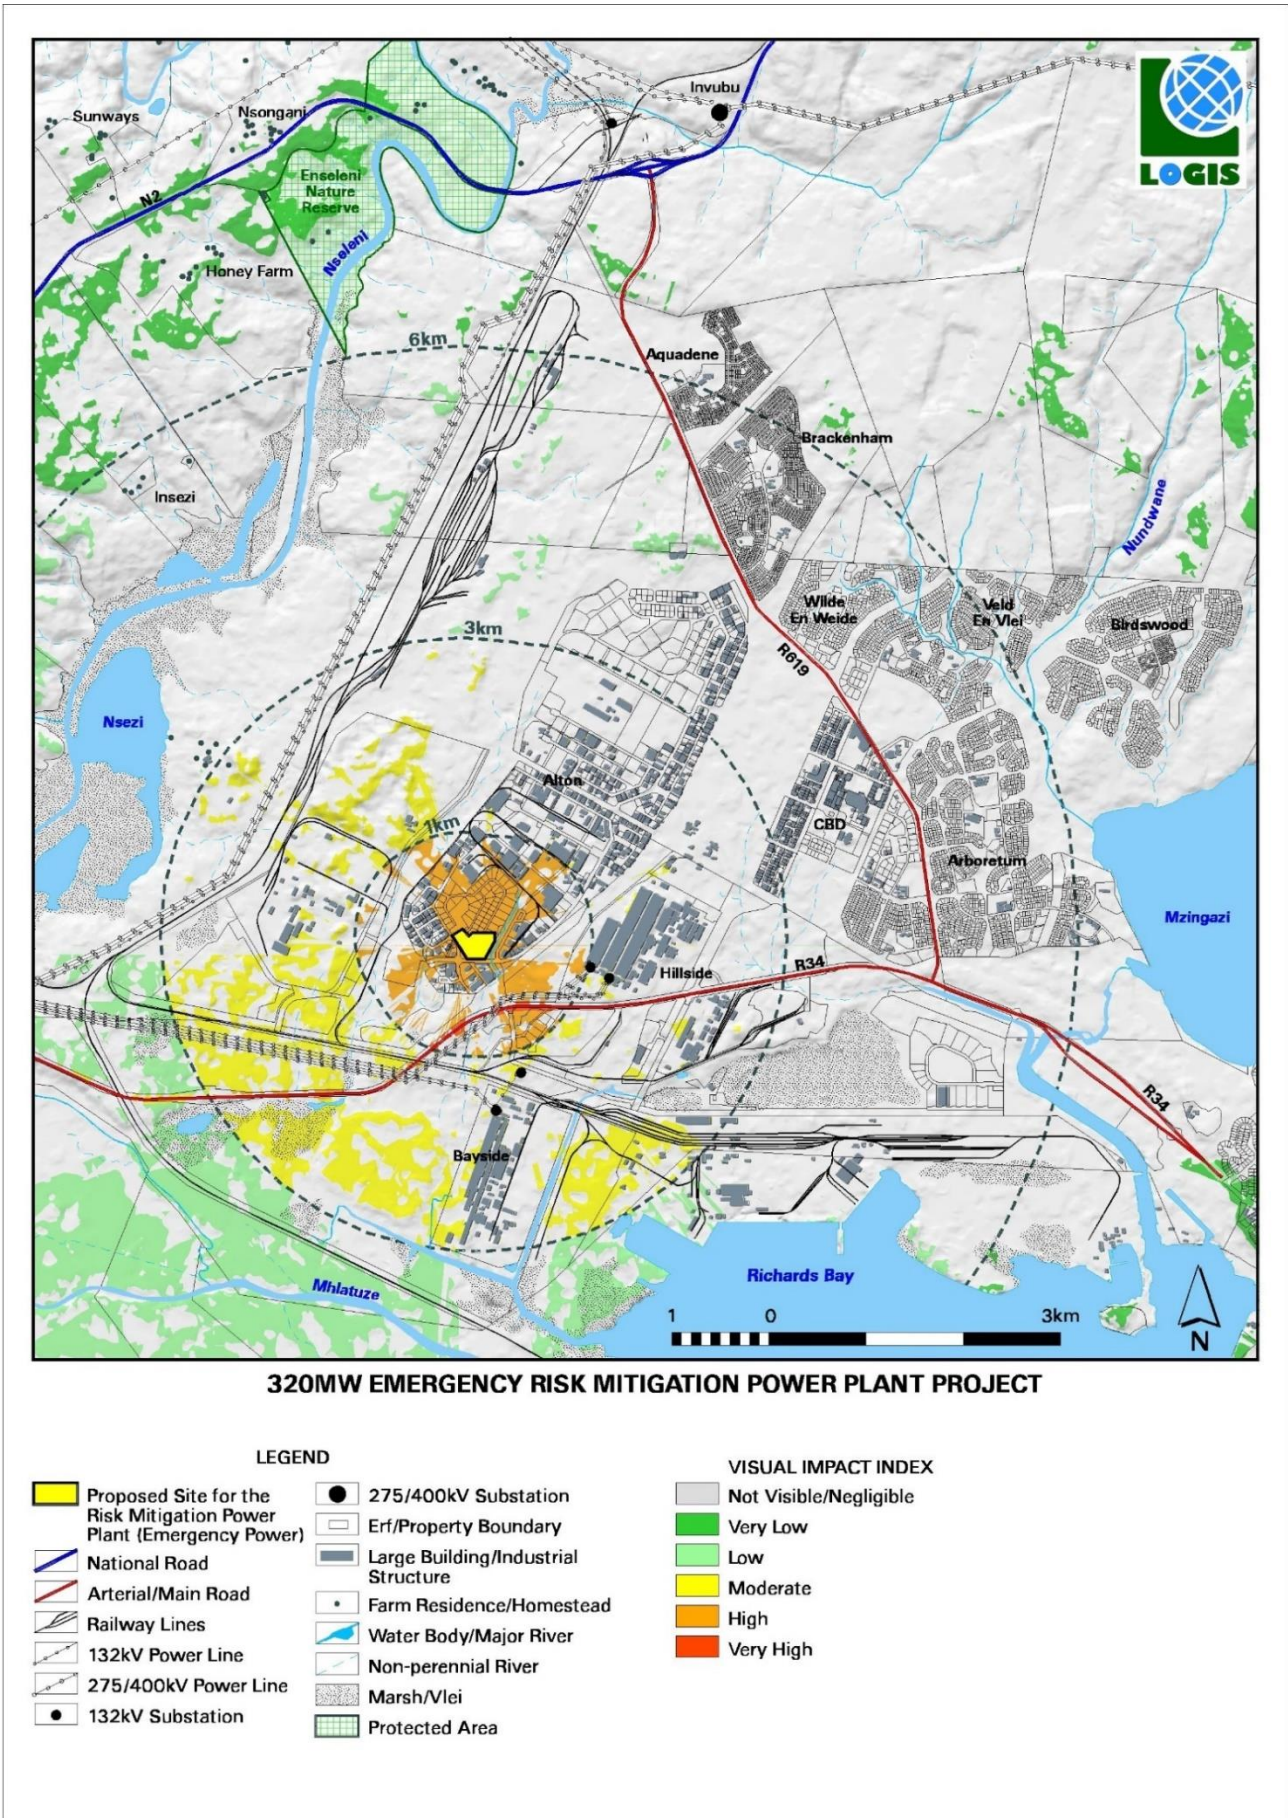 Invubu
LOGIS
Sunways
Nsongani
Enseleni
Nature
Reserve
N2
Nseleni
Honey Farm
6km
Aquadene
Brackenham
Insezi
Nundwane
Wilde
En Weide
Veld
En Vlei
Birdswood
3km
R619
Nsezi
Alton
CBD
1km
Arboretum
Mzingazi
R34
Hillside
R34
Bayside
Richards Bay
Mhlatuze
1 0 3km
N
320MW EMERGENCY RISK MITIGATION POWER PLANT PROJECT
LEGEND
Proposed Site for the
Risk Mitigation Power
Plant (Emergency Power)
National Road
Arterial/Main Road
Railway Lines
132kV Power Line
275/400kV Power Line
132kV Substation
275/400kV Substation
Erf/Property Boundary
Large Building/Industrial
Structure
Farm Residence/Homestead
Water Body/Major River
Non-perennial River
Marsh/Vlei
Protected Area
VISUAL IMPACT INDEX
Not Visible/Negligible
Very Low
Low
Moderate
High
Very High